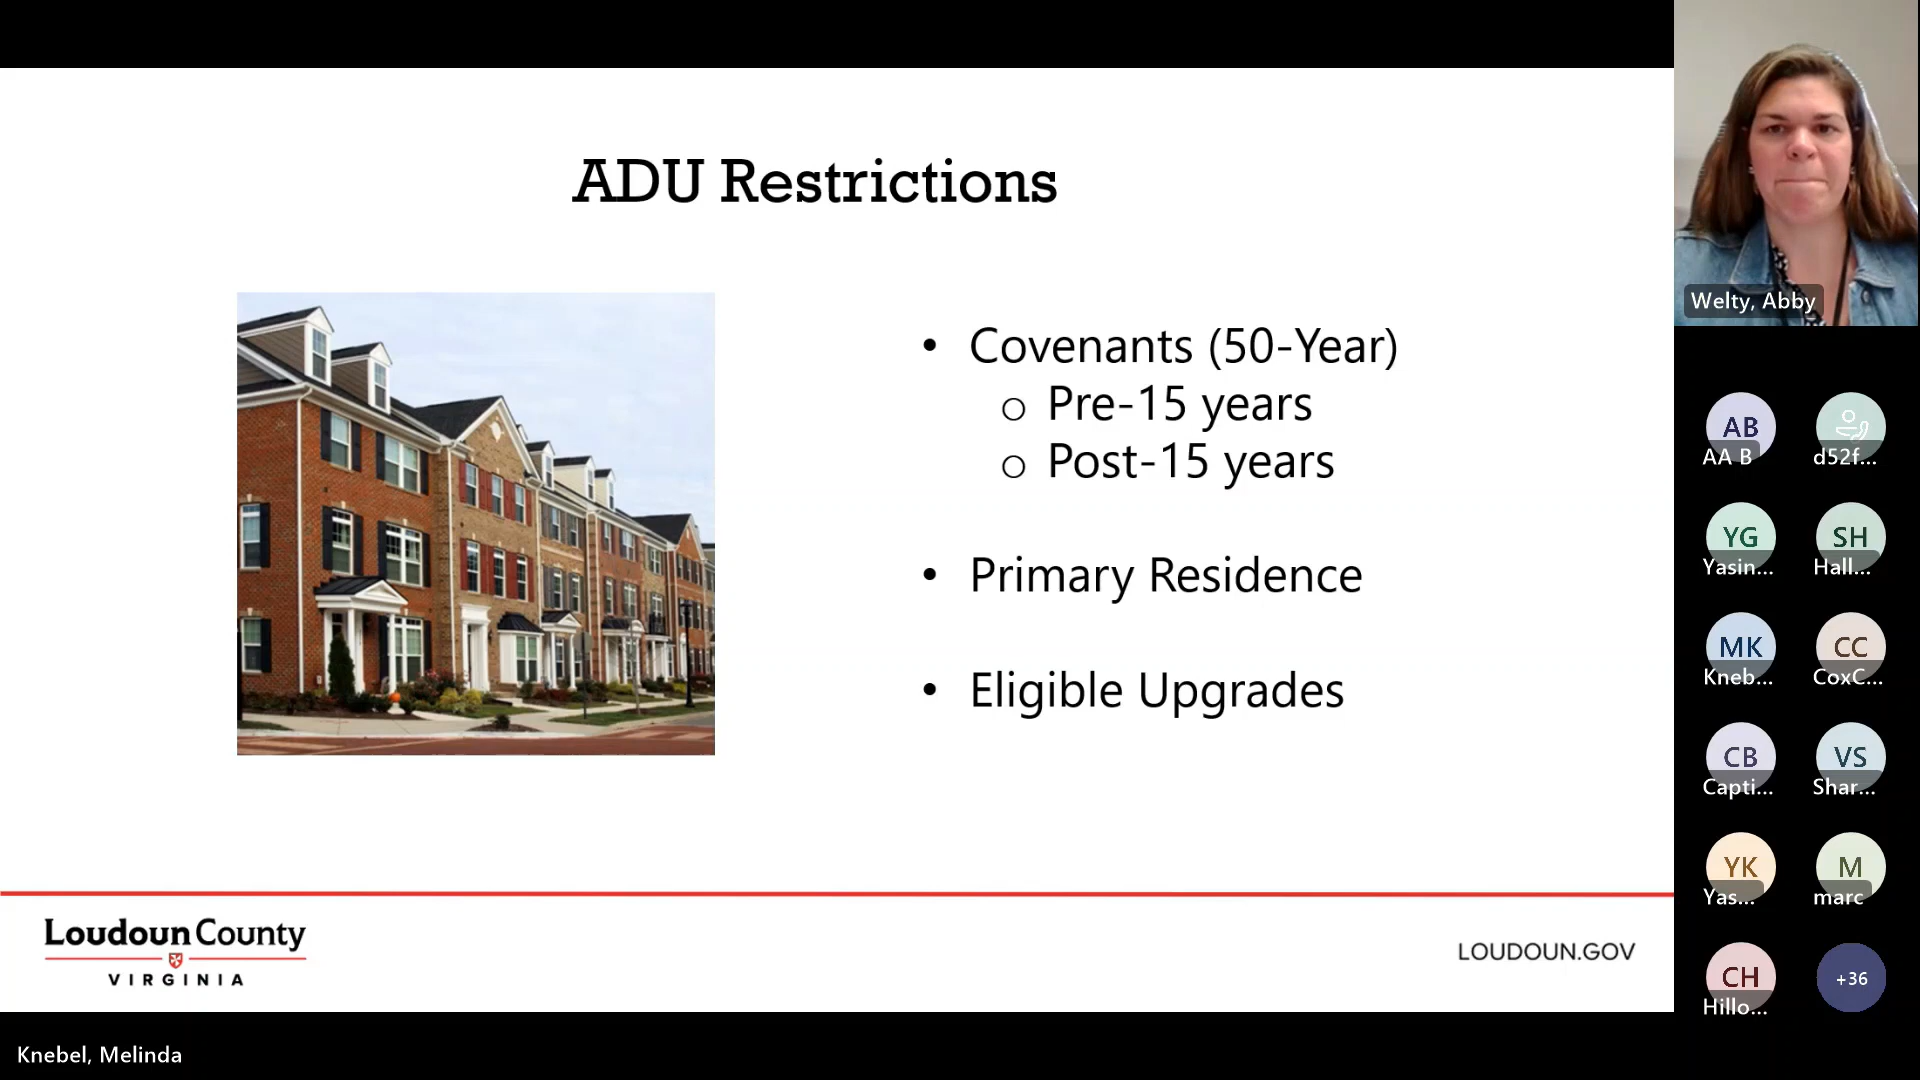 ADU Restrictions
• Covenants (50-Year)
o Pre-15 years
o Post-15 years
• Primary Residence
• Eligible Upgrades
Loudoun County
VIRGINIA
LOUDOUN.GOV
Knebel, Melinda
Welty, Abby
AB
AA B
d52f...
YG
Yasin...
SH
Hall...
MK
Kneb...
CC
CoxC...
CB
Capti...
VS
Shar...
YK
Yas...
M
marc
CH
Hillo...
+36